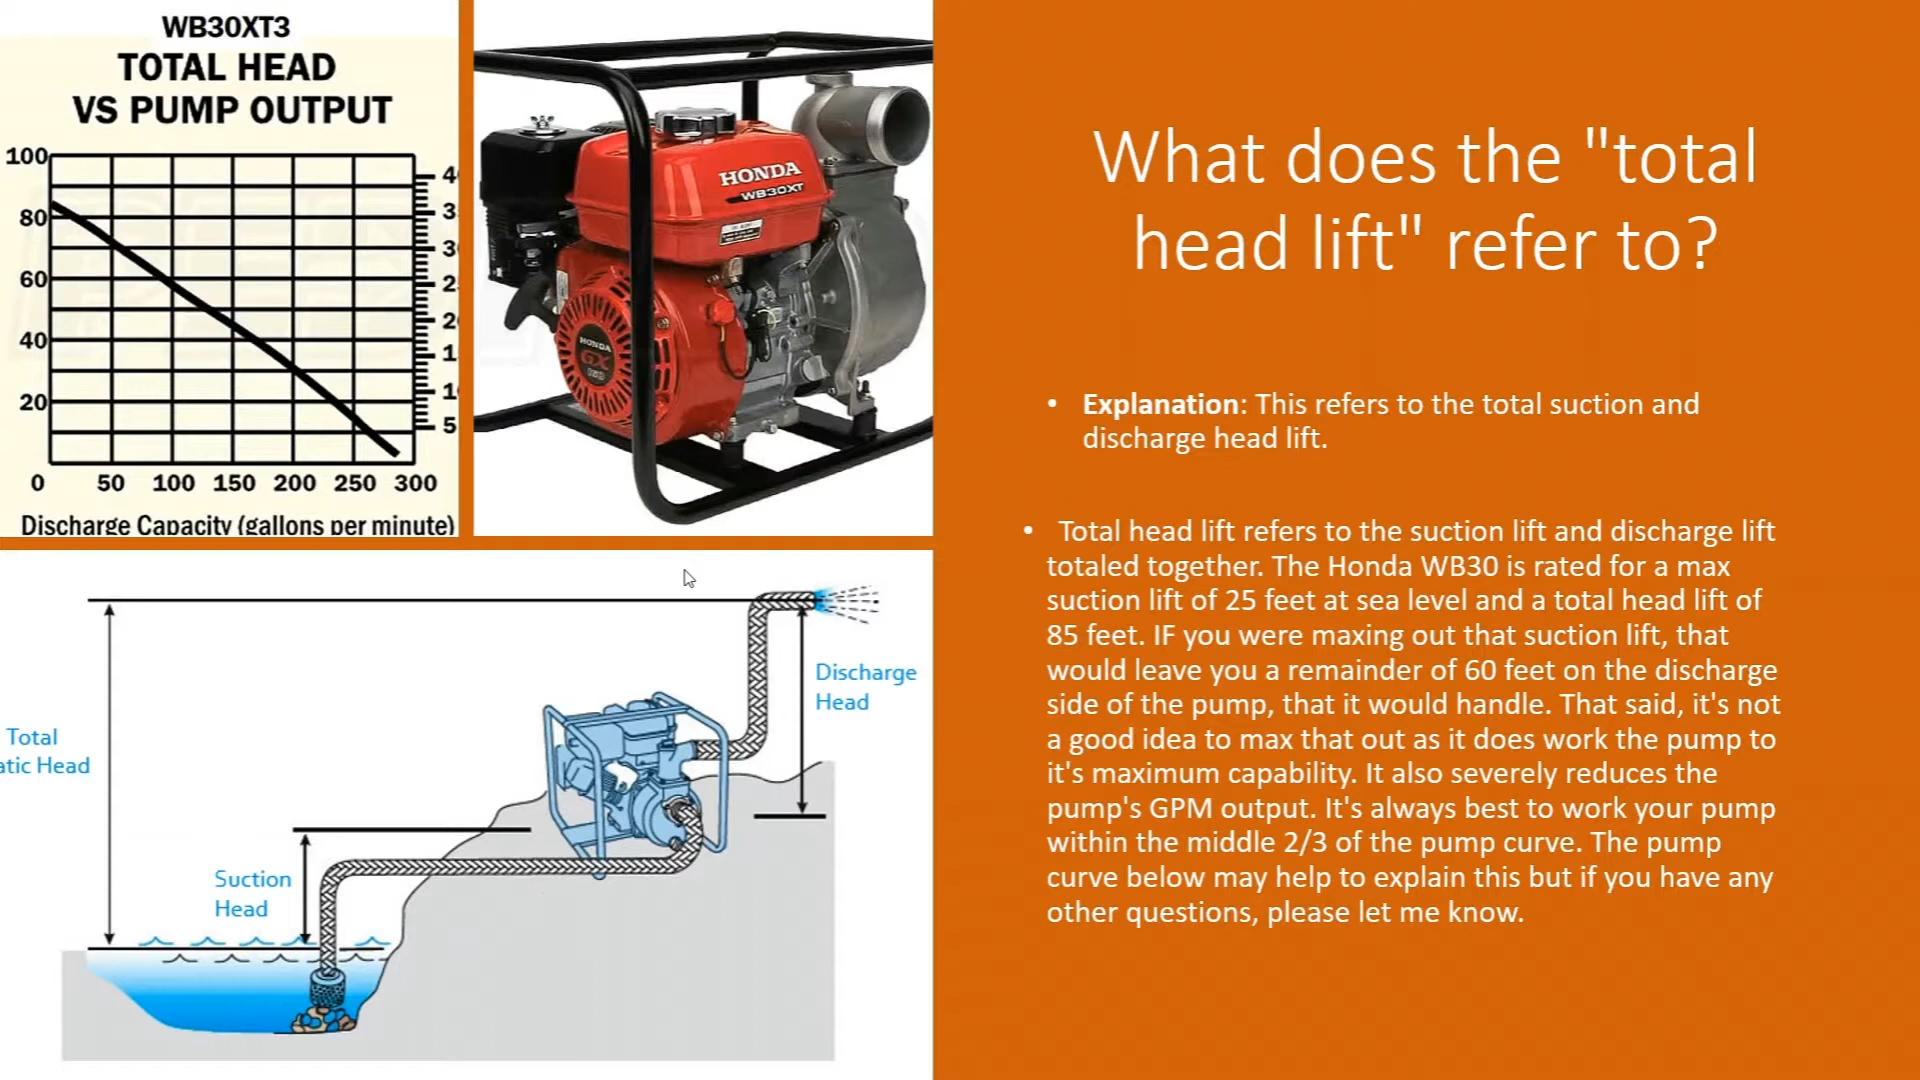 WB30XT3
TOTAL HEAD
VS PUMP OUTPUT
100
80
60
40
20
0 50 100 150 200 250 300
5
Discharge Capacity (gallons per minute)
HONDA
WB30XT
HONDA
GX
What does the "total
head lift" refer to?
• Explanation: This refers to the total suction and
discharge head lift.
• Total head lift refers to the suction lift and discharge lift
totaled together. The Honda WB30 is rated for a max
suction lift of 25 feet at sea level and a total head lift of
85 feet. IF you were maxing out that suction lift, that
would leave you a remainder of 60 feet on the discharge
side of the pump, that it would handle. That said, it's not
a good idea to max that out as it does work the pump to
it's maximum capability. It also severely reduces the
pump's GPM output. It's always best to work your pump
within the middle 2/3 of the pump curve. The pump
curve below may help to explain this but if you have any
other questions, please let me know.
Discharge
Head
Total
atic Head
Suction
Head